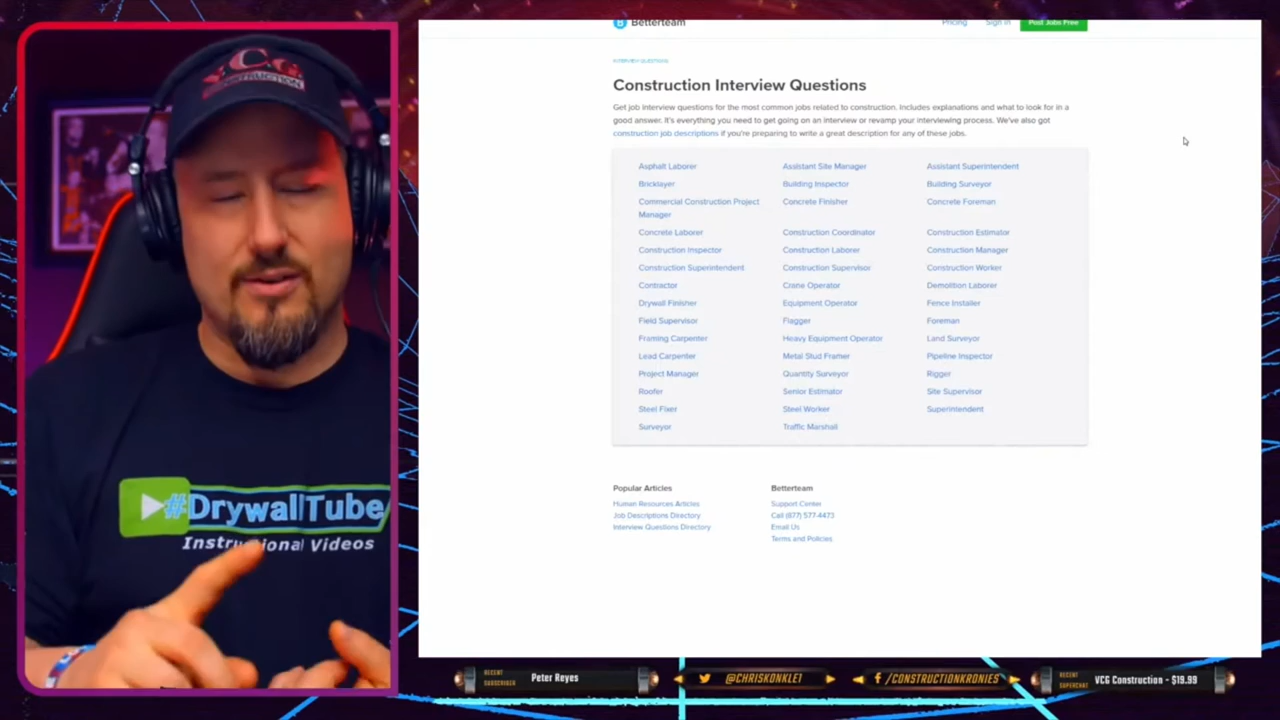 Betterteam
Pricing
Sign In
Post Jobs Free
INTERVIEW QUESTIONS
Construction Interview Questions
Get job interview questions for the most common jobs related to construction. Includes explanations and what to look for in a
good answer. It's everything you need to get going on an interview or revamp your interviewing process. We've also got
construction job descriptions if you're preparing to write a great description for any of these jobs.
Asphalt Laborer
Assistant Site Manager
Assistant Superintendent
Bricklayer
Building Inspector
Building Surveyor
Commercial Construction Project
Manager
Concrete Finisher
Concrete Foreman
Concrete Laborer
Construction Coordinator
Construction Estimator
Construction Inspector
Construction Laborer
Construction Manager
Construction Superintendent
Construction Supervisor
Construction Worker
Contractor
Crane Operator
Demolition Laborer
Drywall Finisher
Equipment Operator
Fence Installer
Field Supervisor
Flagger
Foreman
Framing Carpenter
Heavy Equipment Operator
Land Surveyor
Lead Carpenter
Metal Stud Framer
Pipeline Inspector
Project Manager
Quantity Surveyor
Rigger
Roofer
Senior Estimator
Site Supervisor
Steel Fixer
Steel Worker
Superintendent
Surveyor
Traffic Marshall
Popular Articles
Human Resources Articles
Job Descriptions Directory
Interview Questions Directory
Betterteam
Support Center
Call (877) 577-4473
Email Us
Terms and Policies
VCG
CONSTRUCTION
#DrywallTube
Instructional Videos
RECENT
SUBSCRIBER
Peter Reyes
@CHRISKONKLE1
/CONSTRUCTIONKRONIES
RECENT
SUPERCHAT
VCG Construction - $19.99